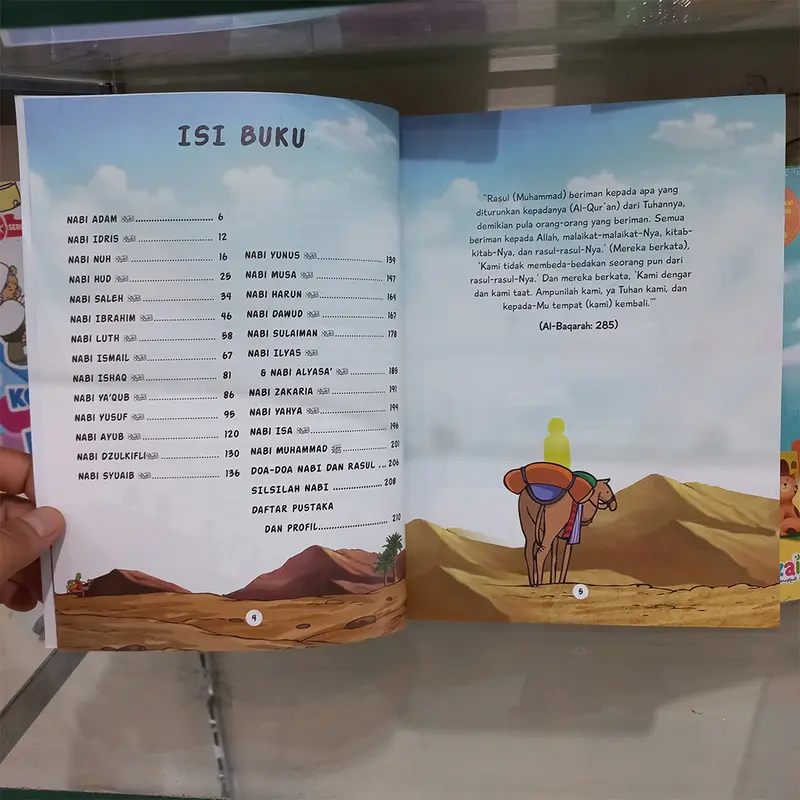 ISI BUKU
NABI ADAM ........................ 6
NABI IDRIS ........................ 12
NABI NUH ........................ 16
NABI HUD ........................ 25
NABI SALEH ........................ 34
NABI IBRAHIM ........................ 46
NABI LUTH ........................ 58
NABI ISMAIL ........................ 67
NABI ISHAQ ........................ 81
NABI YA'QUB ........................ 86
NABI YUSUF ........................ 95
NABI AYUB ........................ 120
NABI DZULKIFLI ........................ 130
NABI SYUAIB ........................ 136
NABI YUNUS ........................ 139
NABI MUSA ........................ 147
NABI HARUN ........................ 164
NABI DAWUD ........................ 167
NABI SULAIMAN ........................ 178
NABI ILYAS
& NABI ALYASA' ............ 185
NABI ZAKARIA ........................ 191
NABI YAHYA ........................ 194
NABI ISA ........................ 196
NABI MUHAMMAD ................ 201
DOA-DOA NABI DAN RASUL ... 206
SILSILAH NABI ................ 208
DAFTAR PUSTAKA
DAN PROFIL........................ 210
4
"Rasul (Muhammad) beriman kepada apa yang
diturunkan kepadanya (Al-Qur`an) dari Tuhannya,
demikian pula orang-orang yang beriman. Semua
beriman kepada Allah, malaikat-malaikat-Nya, kitab-
kitab-Nya, dan rasul-rasul-Nya.' (Mereka berkata),
'Kami tidak membeda-bedakan seorang pun dari
rasul-rasul-Nya.' Dan mereka berkata, 'Kami dengar
dan kami taat. Ampunilah kami, ya Tuhan kami, dan
kepada-Mu tempat (kami) kembali.'"
(Al-Baqarah: 285)
5